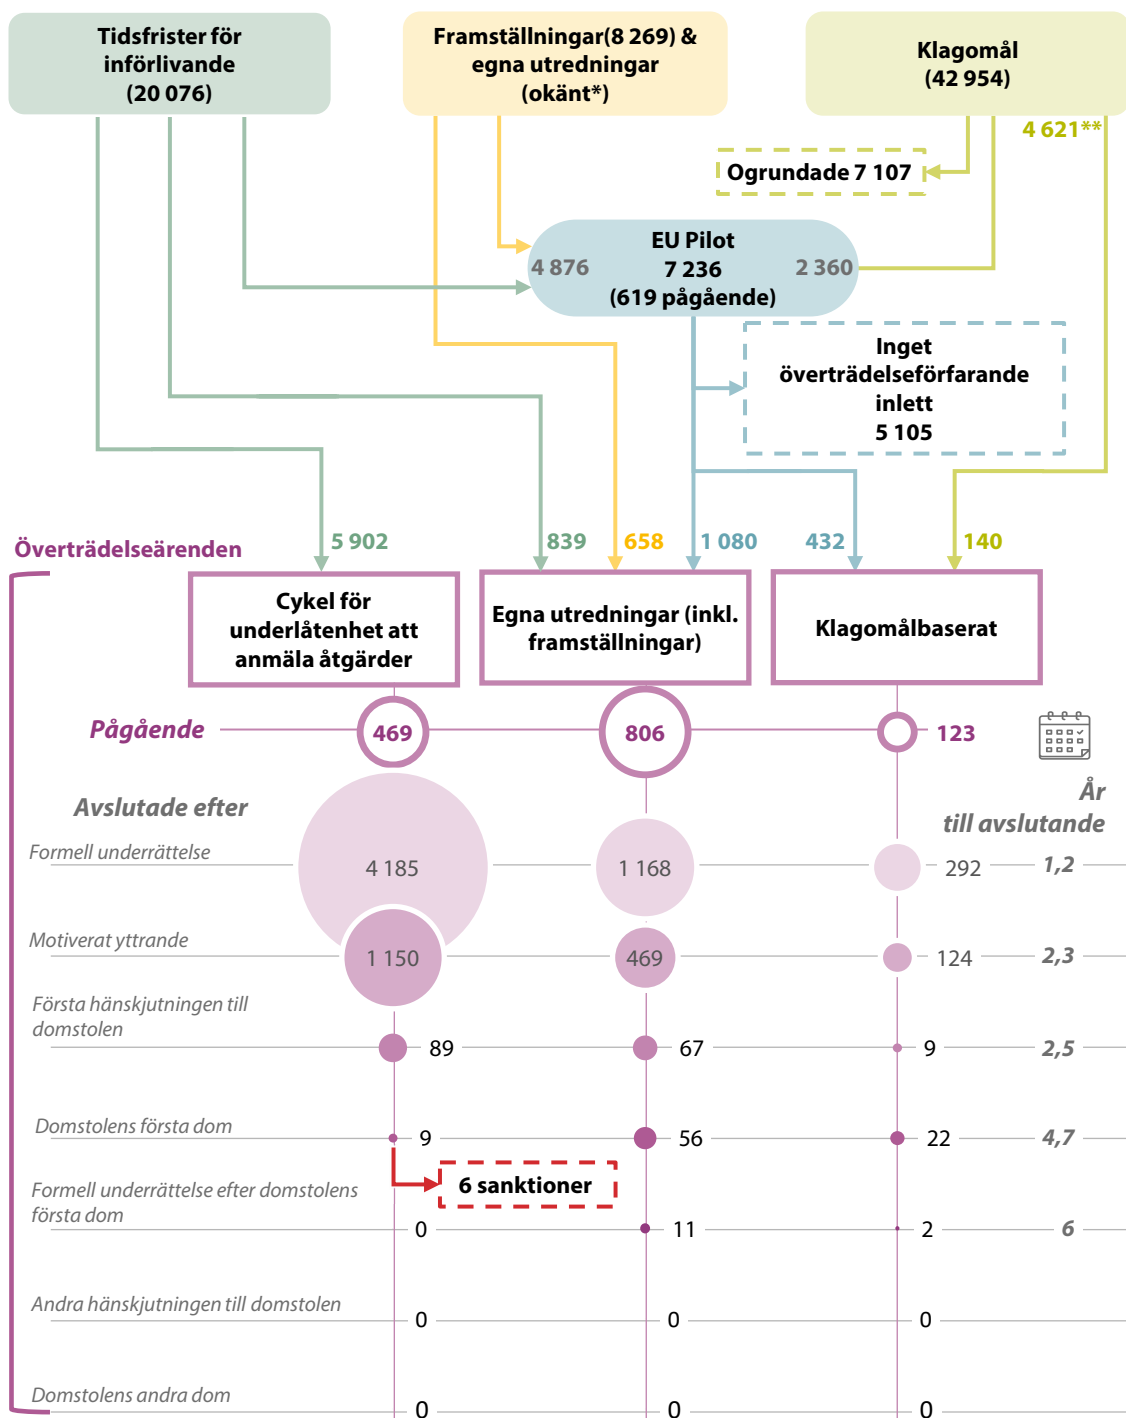 Tidsfrister för
införlivande
(20 076)
Framställningar(8 269) &
egna utredningar
(okänt*)
Klagomål
(42 954)
4 621**
Ogrundade 7 107
EU Pilot
4 876
7 236
2 360
(619 pågående)
Inget
överträdelseförfarande
inlett
5 105
Överträdelseärenden
5 902
839
658
1 080
432
140
Cykel för
underlåtenhet att
anmäla åtgärder
Egna utredningar (inkl.
framställningar)
Klagomålbaserat
Pågående
469
806
123
Avslutade efter
År
till avslutande
Formell underrättelse
4 185
1 168
292
1,2
Motiverat yttrande
1 150
469
124
2,3
Första hänskjutningen till
domstolen
89
67
9
2,5
Domstolens första dom
9
56
22
4,7
6 sanktioner
Formell underrättelse efter domstolens
första dom
0
11
2
6
Andra hänskjutningen till domstolen
0
0
0
Domstolens andra dom
0
0
0